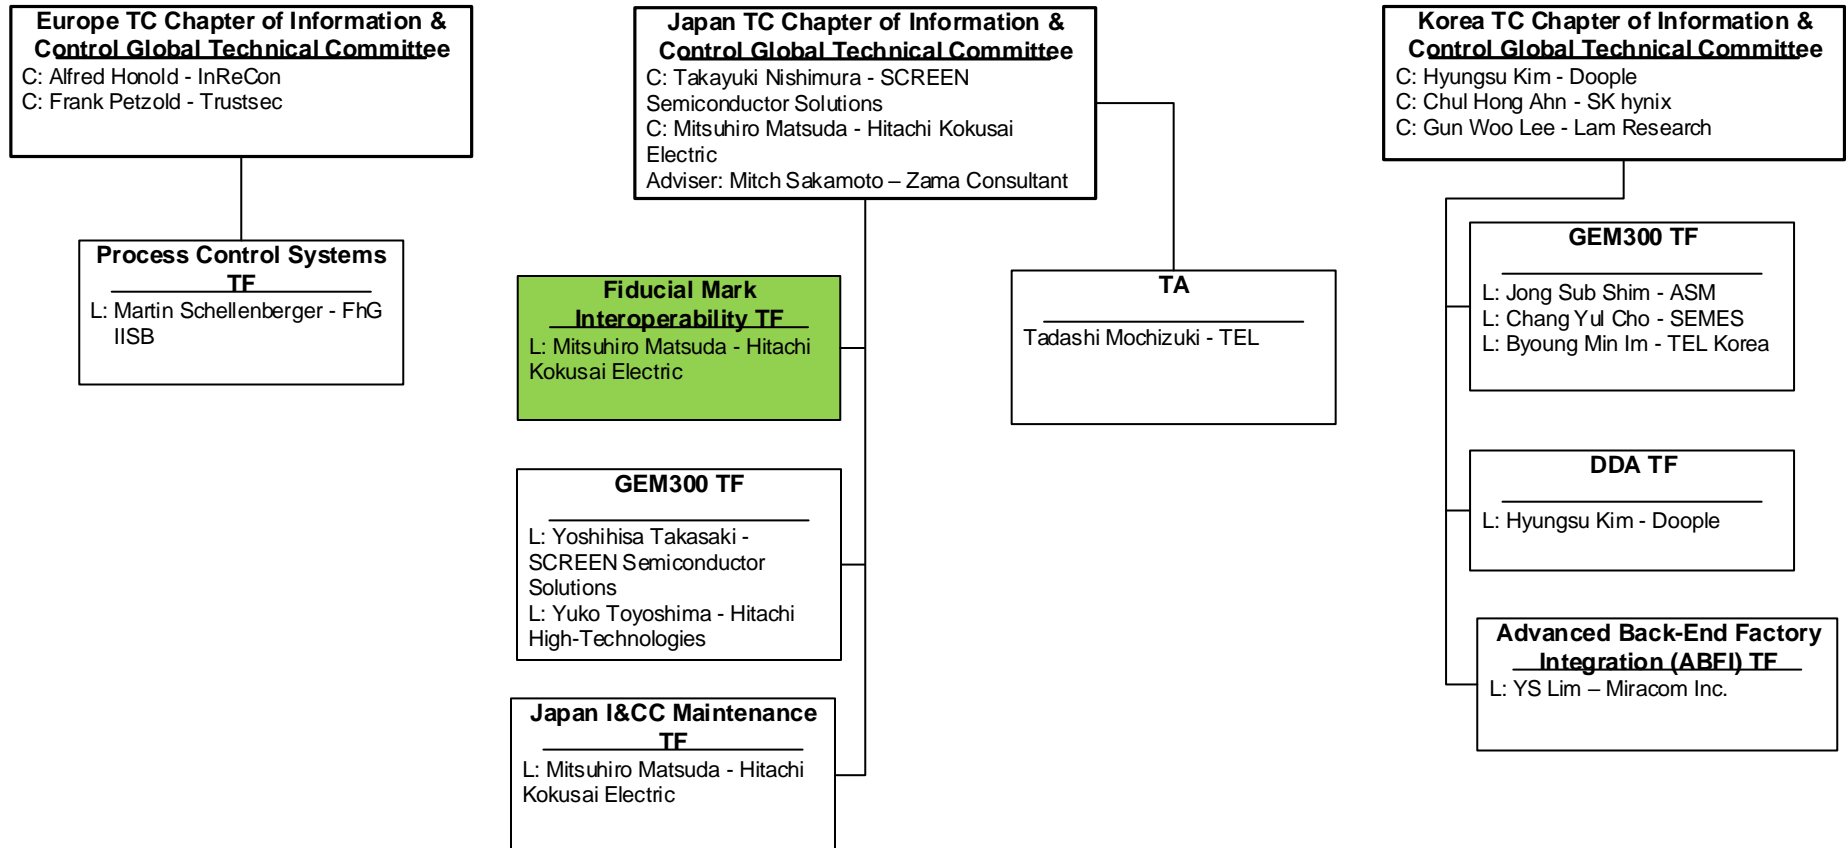 Europe TC Chapter of Information &
Control Global Technical Committee
C: Alfred Honold - InReCon
C: Frank Petzold - Trustsec
Process Control Systems
TF
L: Martin Schellenberger - FhG
IISB
Japan TC Chapter of Information &
Control Global Technical Committee
C: Takayuki Nishimura - SCREEN
Semiconductor Solutions
C: Mitsuhiro Matsuda - Hitachi Kokusai
Electric
Adviser: Mitch Sakamoto – Zama Consultant
Fiducial Mark
Interoperability TF
L: Mitsuhiro Matsuda - Hitachi
Kokusai Electric
TA
Tadashi Mochizuki - TEL
GEM300 TF
L: Yoshihisa Takasaki -
SCREEN Semiconductor
Solutions
L: Yuko Toyoshima - Hitachi
High-Technologies
Japan I&CC Maintenance
TF
L: Mitsuhiro Matsuda - Hitachi
Kokusai Electric
Korea TC Chapter of Information &
Control Global Technical Committee
C: Hyungsu Kim - Doople
C: Chul Hong Ahn - SK hynix
C: Gun Woo Lee - Lam Research
GEM300 TF
L: Jong Sub Shim - ASM
L: Chang Yul Cho - SEMES
L: Byoung Min Im - TEL Korea
DDA TF
L: Hyungsu Kim - Doople
Advanced Back-End Factory
Integration (ABFI) TF
L: YS Lim – Miracom Inc.